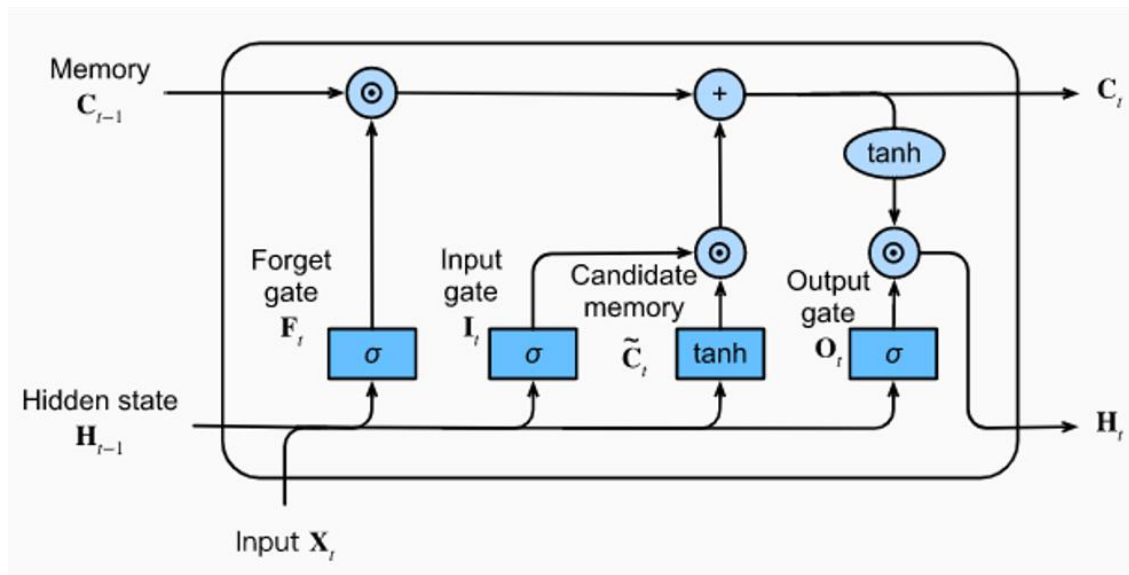 Memory
C_{t-1}
⊙
+
C_t
tanh
Forget
gate
F_t
Input
gate
I_t
⊙
Candidate
memory
C̃_t
Output
gate
O_t
⊙
σ
σ
tanh
σ
Hidden state
H_{t-1}
H_t
Input X_t